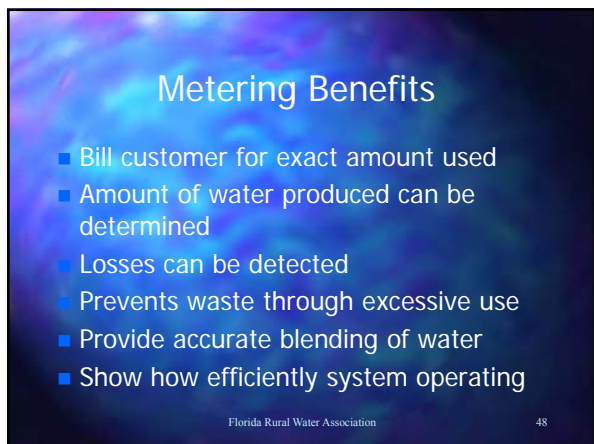 Metering Benefits
Bill customer for exact amount used
Amount of water produced can be
determined
Losses can be detected
Prevents waste through excessive use
Provide accurate blending of water
Show how efficiently system operating
Florida Rural Water Association 48